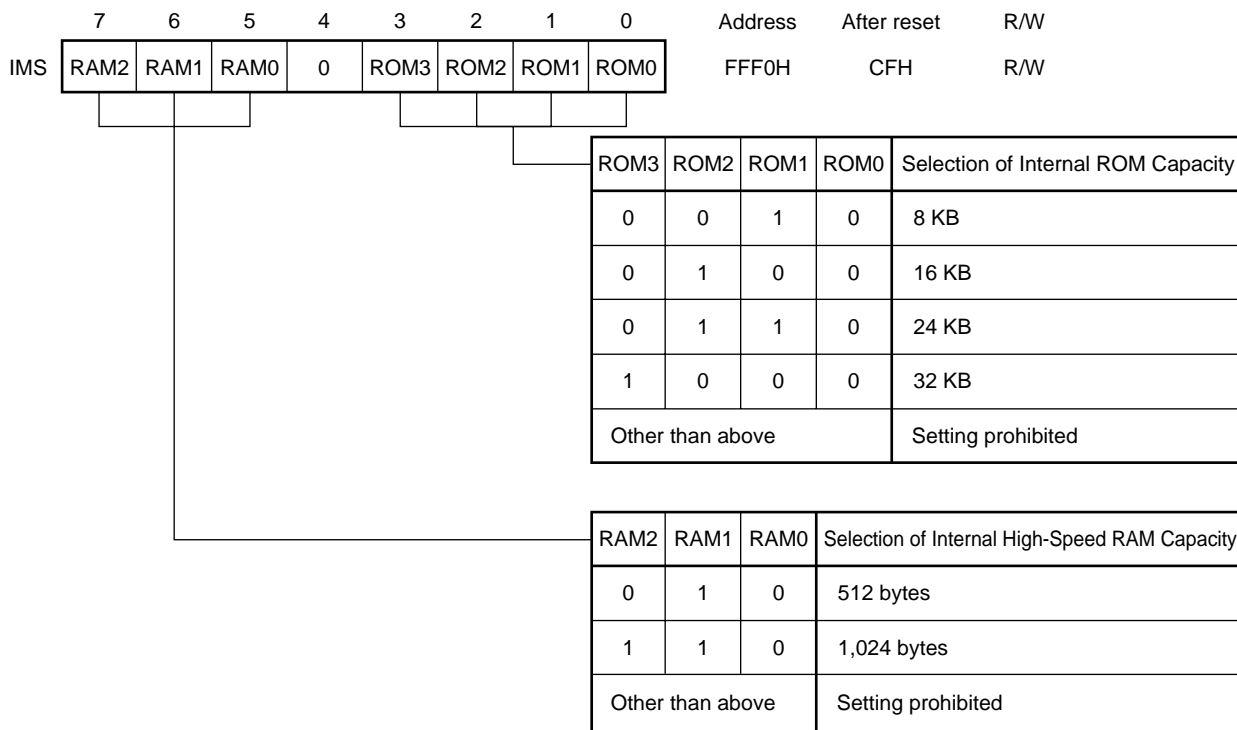 7 6 5 4 3 2 1 0 Address After reset R/W
IMS RAM2 RAM1 RAM0 0 ROM3 ROM2 ROM1 ROM0 FFF0H CFH R/W
ROM3 ROM2 ROM1 ROM0 Selection of Internal ROM Capacity
0 0 1 0 8 KB
0 1 0 0 16 KB
0 1 1 0 24 KB
1 0 0 0 32 KB
Other than above Setting prohibited
RAM2 RAM1 RAM0 Selection of Internal High-Speed RAM Capacity
0 1 0 512 bytes
1 1 0 1,024 bytes
Other than above Setting prohibited